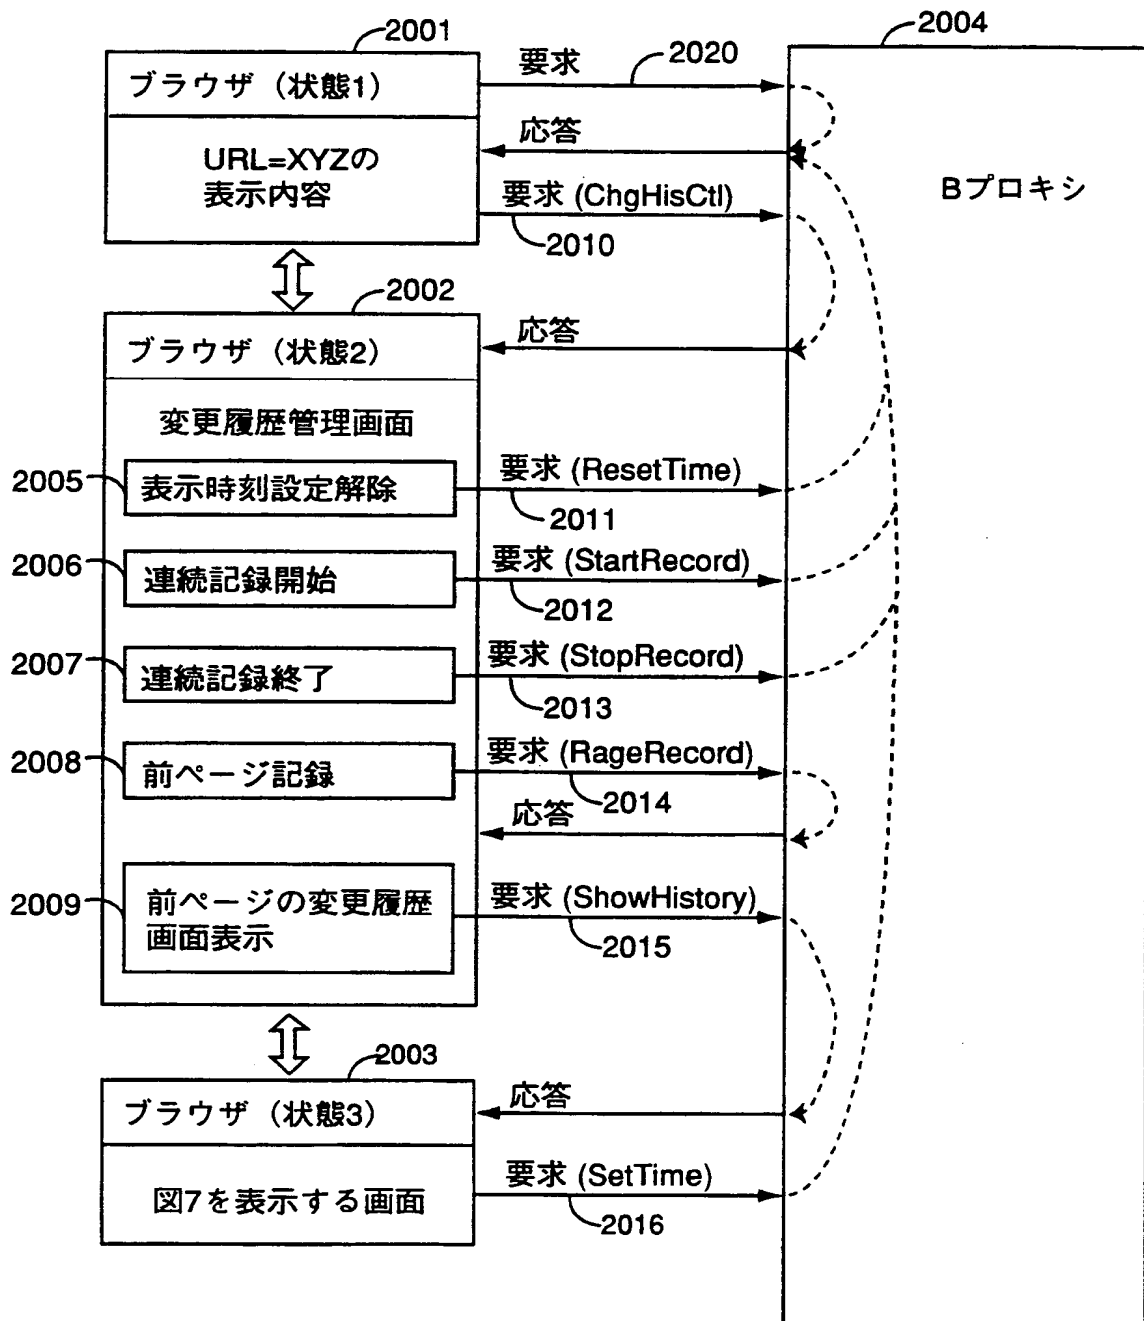 2001
2004
ブラウザ (状態1)
URL=XYZの
表示内容
要求
2020
応答
要求 (ChgHisCtl)
2010
Bプロキシ
2002
ブラウザ (状態2)
応答
変更履歴管理画面
2005
表示時刻設定解除
要求 (ResetTime)
2011
2006
連続記録開始
要求 (StartRecord)
2012
2007
連続記録終了
要求 (StopRecord)
2013
2008
前ページ記録
要求 (RageRecord)
2014
応答
2009
前ページの変更履歴
画面表示
要求 (ShowHistory)
2015
2003
ブラウザ (状態3)
応答
図7を表示する画面
要求 (SetTime)
2016